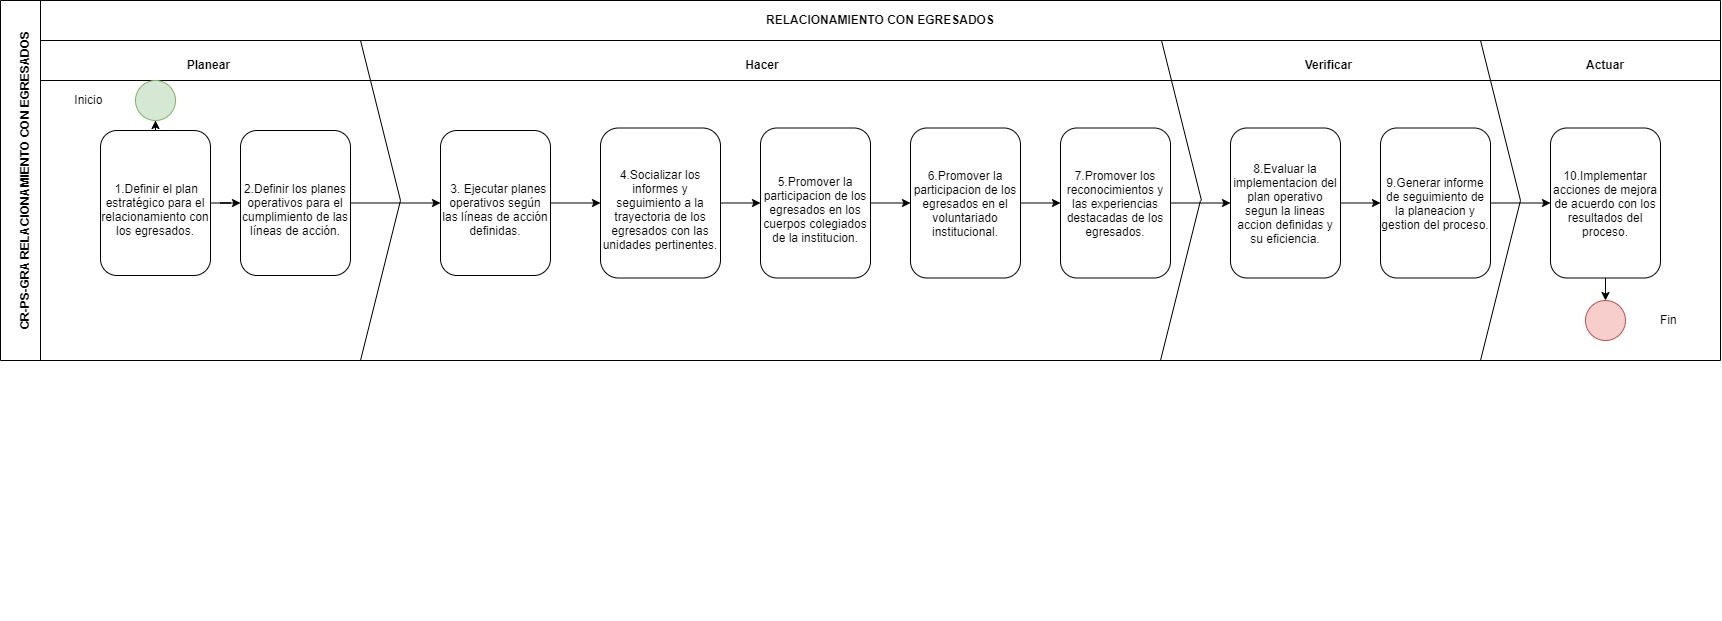 RELACIONAMIENTO CON EGRESADOS
CR-PS-GRA RELACIONAMIENTO CON EGRESADOS
Planear
Hacer
Verificar
Actuar
Inicio
1.Definir el plan
estratégico para el
relacionamiento con
los egresados.
2.Definir los planes
operativos para el
cumplimiento de las
líneas de acción.
3. Ejecutar planes
operativos según
las líneas de acción
definidas.
4.Socializar los
informes y
seguimiento a la
trayectoria de los
egresados con las
unidades pertinentes.
5.Promover la
participacion de los
egresados en los
cuerpos colegiados
de la institucion.
6.Promover la
participacion de los
egresados en el
voluntariado
institucional.
7.Promover los
reconocimientos y
las experiencias
destacadas de los
egresados.
8.Evaluar la
implementacion del
plan operativo
segun la lineas
accion definidas y
su eficiencia.
9.Generar informe
de seguimiento de
la planeacion y
gestion del proceso.
10.Implementar
acciones de mejora
de acuerdo con los
resultados del
proceso.
Fin